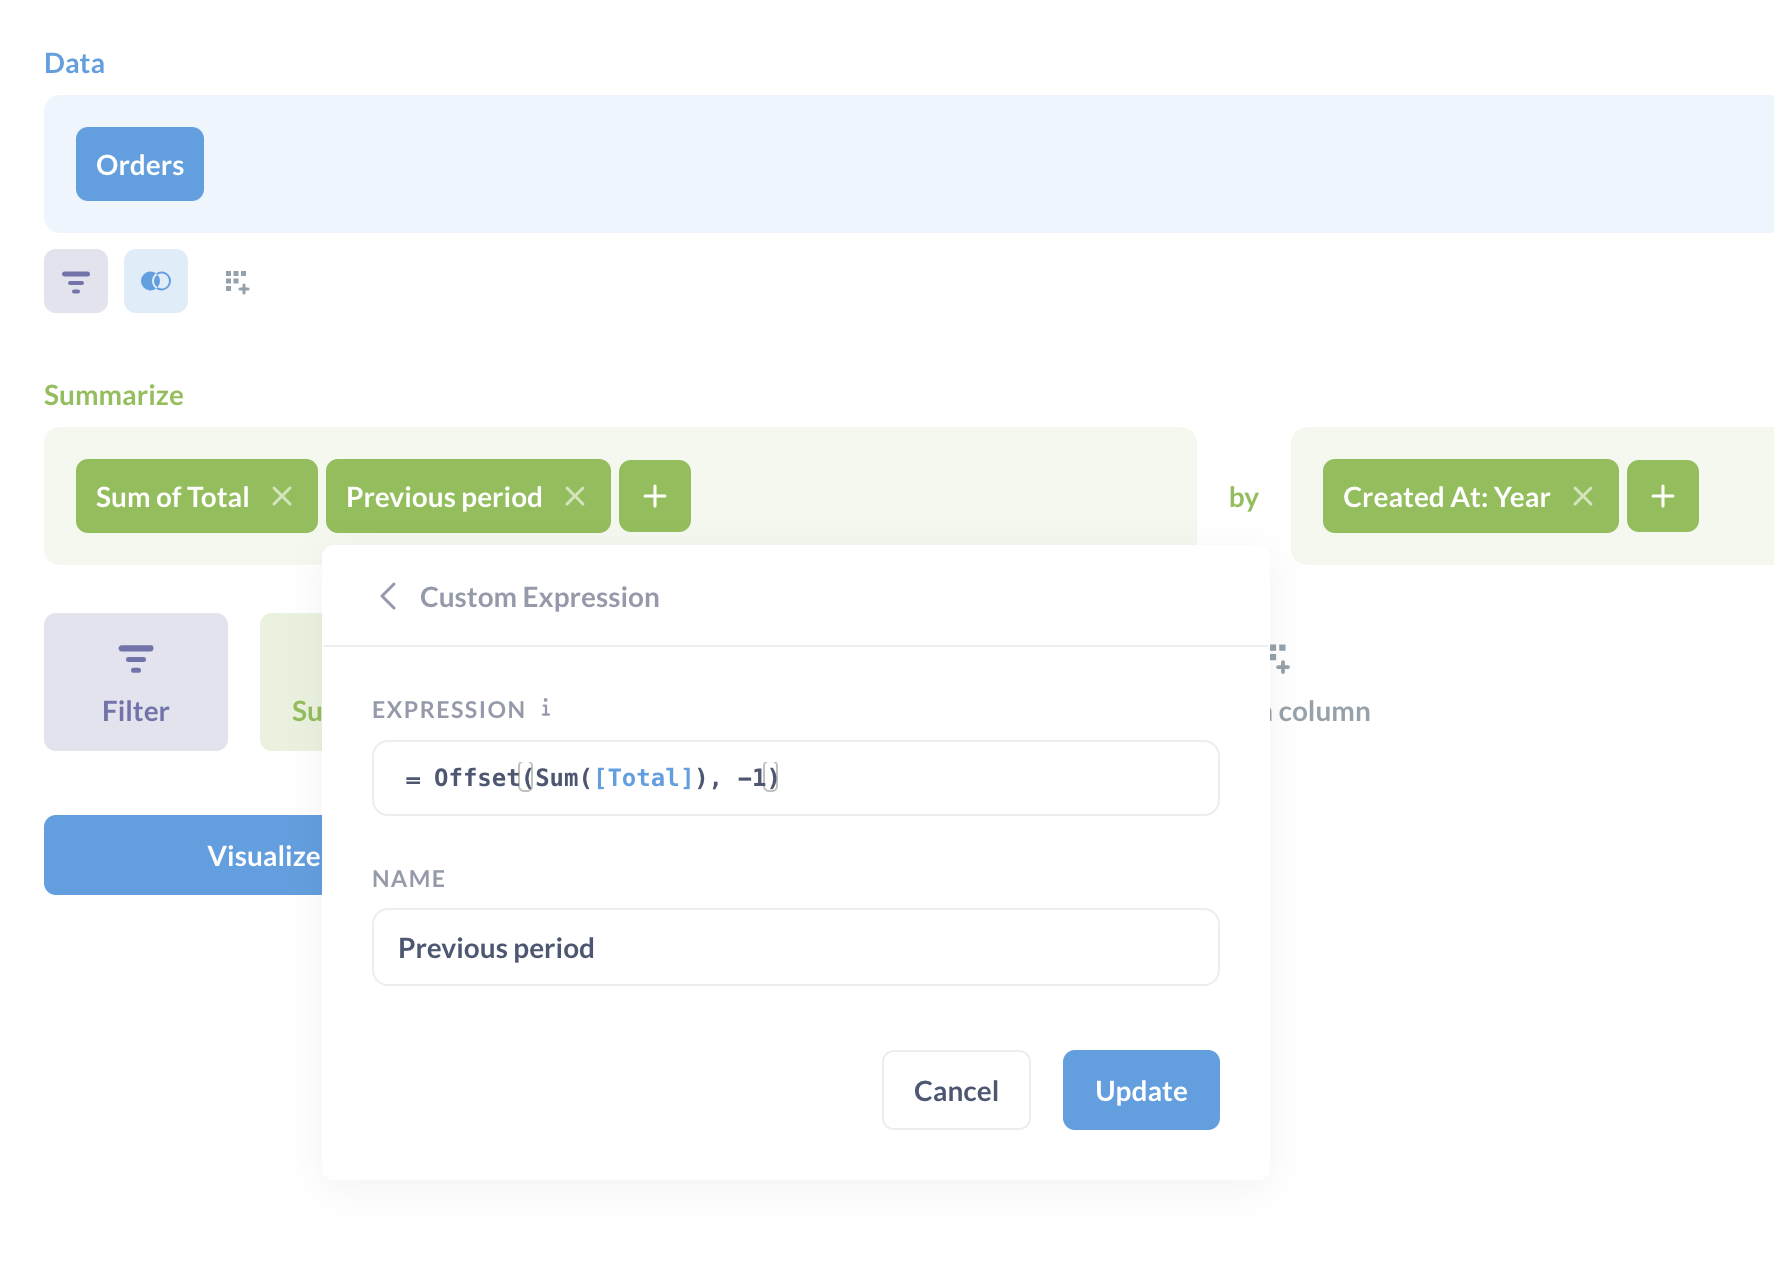 Data
Orders
Summarize
Sum of Total
Previous period
by
Created At: Year
Custom Expression
Filter
Su
column
EXPRESSION
= Offset(Sum([Total]), -1)
Visualize
NAME
Previous period
Cancel
Update